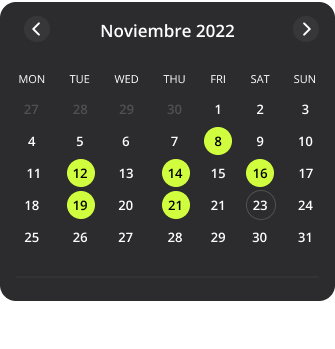 Noviembre 2022
MON TUE WED THU FRI SAT SUN
27 28 29 30 1 2 3
4 5 6 7 8 9 10
11 12 13 14 15 16 17
18 19 20 21 21 23 24
25 26 27 28 29 30 31